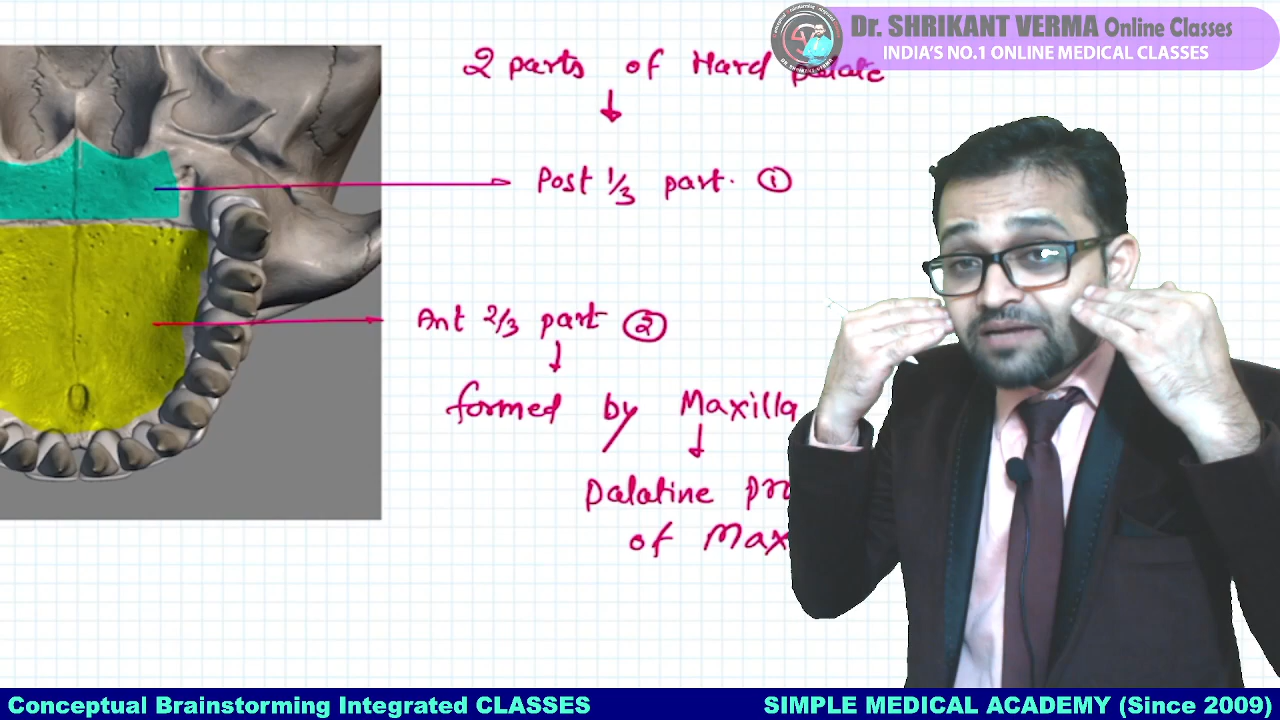 Dr. SHRIKANT VERMA Online Classes
INDIA'S NO.1 ONLINE MEDICAL CLASSES
2 parts of Hard palate
Post 1/3 part. ①
Ant 2/3 part ②
formed by Maxilla
Palatine
of
Conceptual Brainstorming Integrated CLASSES
SIMPLE MEDICAL ACADEMY (Since 2009)